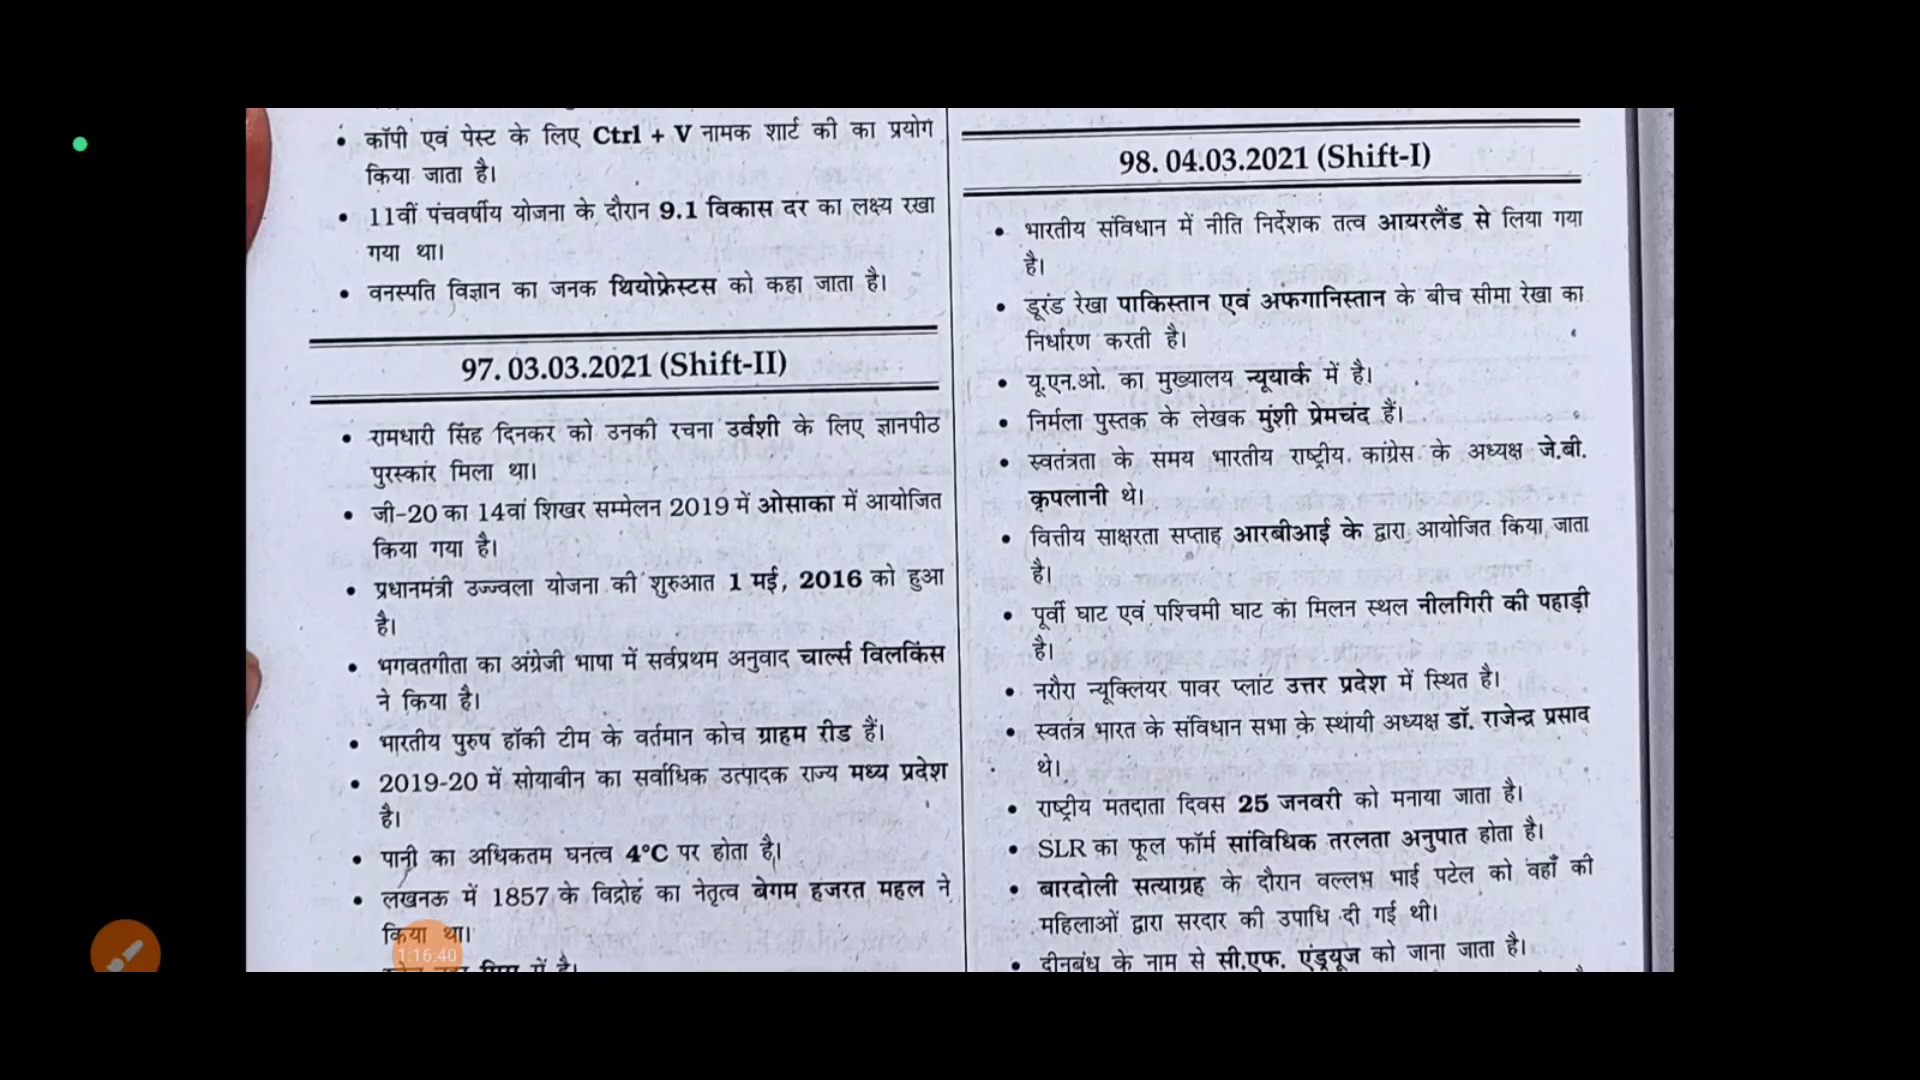 • कॉपी एवं पेस्ट के लिए Ctrl + V नामक शार्ट की का प्रयोग
किया जाता है।
• 11वीं पंचवर्षीय योजना के दौरान 9.1 विकास दर का लक्ष्य रखा
गया था।
• वनस्पति विज्ञान का जनक थियोफ्रेस्टस को कहा जाता है।
97. 03.03.2021 (Shift-II)
• रामधारी सिंह दिनकर को उनकी रचना उर्वशी के लिए ज्ञानपीठ
पुरस्कार मिला था।
• जी-20 का 14वां शिखर सम्मेलन 2019 में ओसाका में आयोजित
किया गया है।
• प्रधानमंत्री उज्ज्वला योजना की शुरुआत 1 मई, 2016 को हुआ
है।
• भगवतगीता का अंग्रेजी भाषा में सर्वप्रथम अनुवाद चार्ल्स विलकिंस
ने किया है।
• भारतीय पुरुष हॉकी टीम के वर्तमान कोच ग्राहम रीड हैं।
• 2019-20 में सोयाबीन का सर्वाधिक उत्पादक राज्य मध्य प्रदेश
है।
• पानी का अधिकतम घनत्व 4°C पर होता है।
• लखनऊ में 1857 के विद्रोह का नेतृत्व बेगम हजरत महल ने
किया था।
1:16:40
में है।
98. 04.03.2021 (Shift-I)
• भारतीय संविधान में नीति निर्देशक तत्व आयरलैंड से लिया गया
है।
• डूरंड रेखा पाकिस्तान एवं अफगानिस्तान के बीच सीमा रेखा का
निर्धारण करती है।
• यू.एन.ओ. का मुख्यालय न्यूयार्क में है।
• निर्मला पुस्तक के लेखक मुंशी प्रेमचंद हैं।
• स्वतंत्रता के समय भारतीय राष्ट्रीय कांग्रेस के अध्यक्ष जे.बी.
कृपलानी थे।
• वित्तीय साक्षरता सप्ताह आरबीआई के द्वारा आयोजित किया जाता
है।
• पूर्वी घाट एवं पश्चिमी घाट का मिलन स्थल नीलगिरी की पहाड़ी
है।
• नरौरा न्यूक्लियर पावर प्लांट उत्तर प्रदेश में स्थित है।
• स्वतंत्र भारत के संविधान सभा के स्थायी अध्यक्ष डॉ. राजेन्द्र प्रसाद
थे।
• राष्ट्रीय मतदाता दिवस 25 जनवरी को मनाया जाता है।
• SLR का फूल फॉर्म सांविधिक तरलता अनुपात होता है।
• बारदोली सत्याग्रह के दौरान वल्लभ भाई पटेल को वहाँ की
महिलाओं द्वारा सरदार की उपाधि दी गई थी।
• दीनबंधु के नाम से सी.एफ. एंड्रयूज को जाना जाता है।